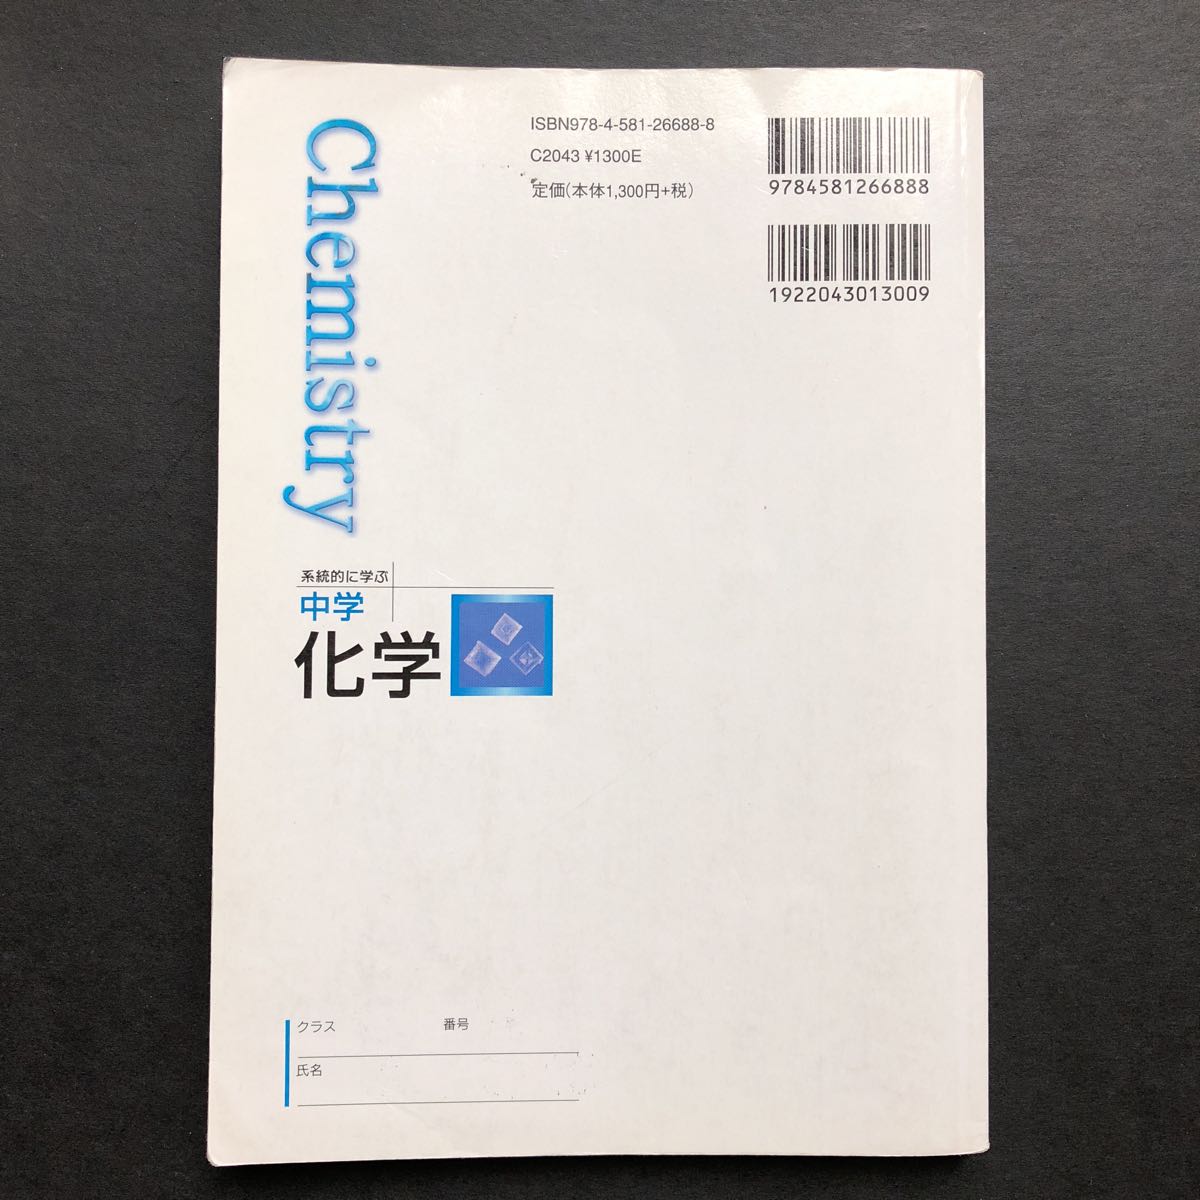 Chemistry
ISBN978-4-581-26688-8
C2043 ¥1300E
定価(本体1,300円+税)
9784581266888
1922043013009
系統的に学ぶ
中学
化学
クラス 番号
氏名